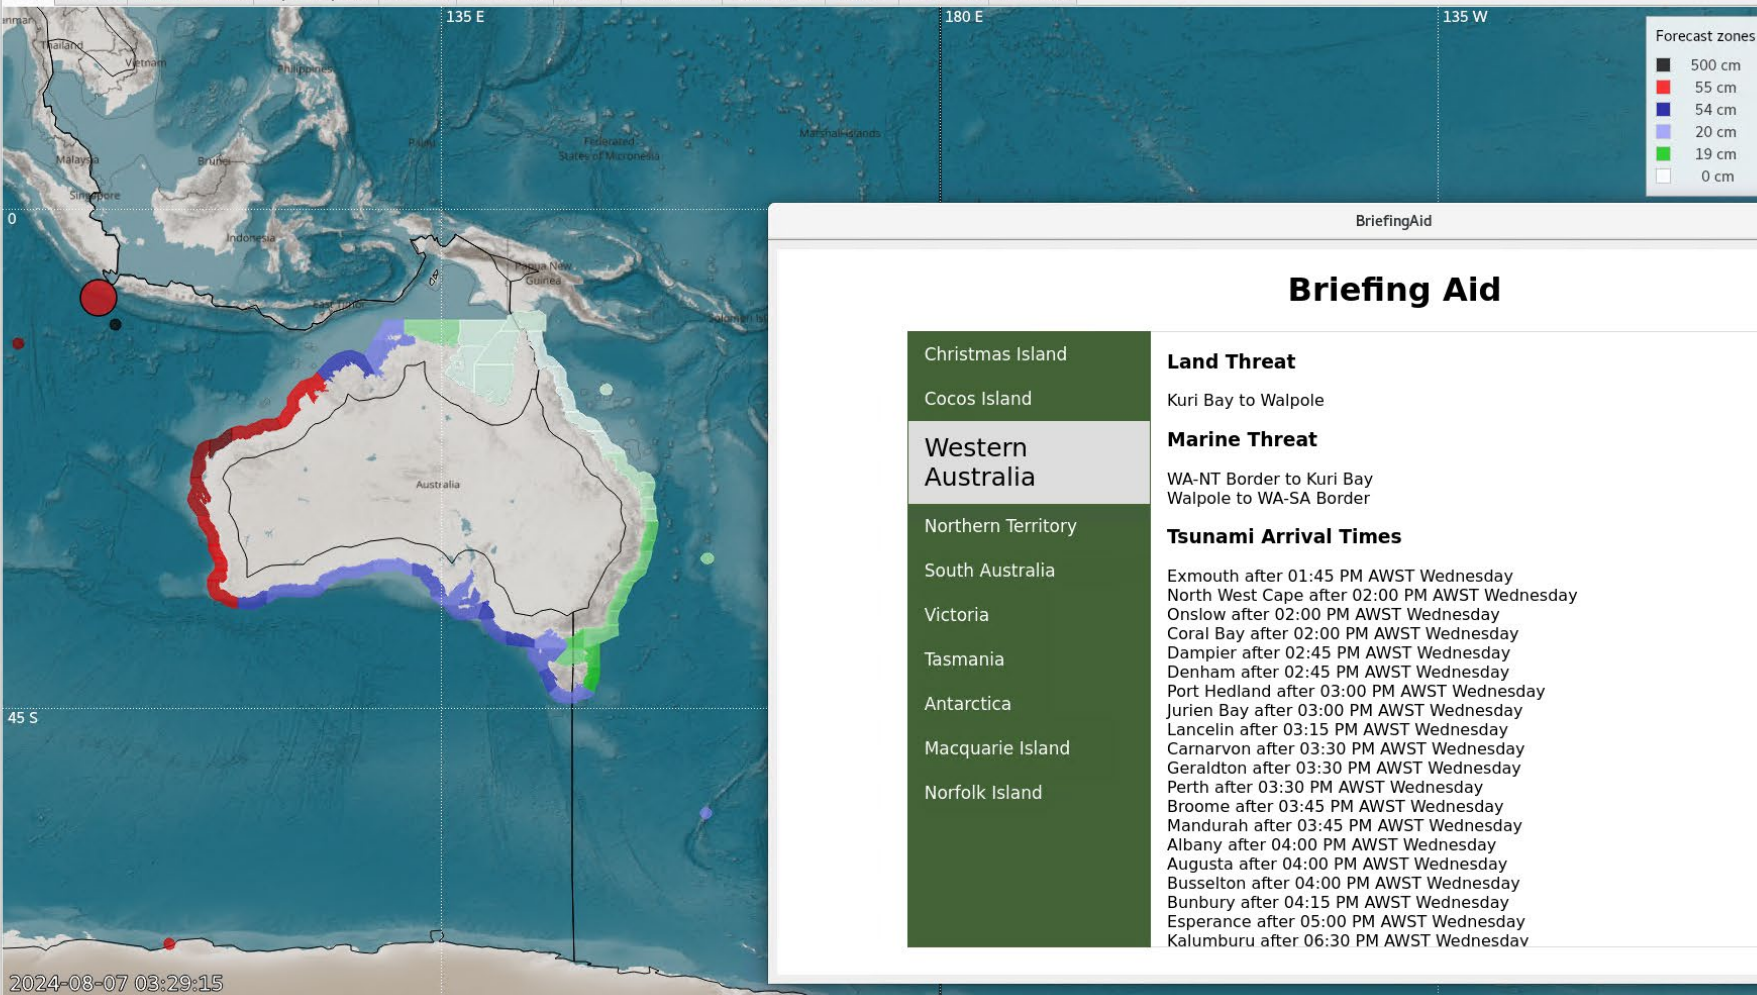 135 E
180 E
135 W
Forecast zones
500 cm
55 cm
54 cm
20 cm
19 cm
0 cm
Thailand
Vietnam
Philippines
Palau
Federated
States of Micronesia
Marshall Islands
Malaysia
Brunei
Singapore
0
Indonesia
Papua New
Guinea
East Timor
Australia
45 S
2024-08-07 03:29:15
BriefingAid
Briefing Aid
Christmas Island
Cocos Island
Western
Australia
Northern Territory
South Australia
Victoria
Tasmania
Antarctica
Macquarie Island
Norfolk Island
Land Threat
Kuri Bay to Walpole
Marine Threat
WA-NT Border to Kuri Bay
Walpole to WA-SA Border
Tsunami Arrival Times
Exmouth after 01:45 PM AWST Wednesday
North West Cape after 02:00 PM AWST Wednesday
Onslow after 02:00 PM AWST Wednesday
Coral Bay after 02:00 PM AWST Wednesday
Dampier after 02:45 PM AWST Wednesday
Denham after 02:45 PM AWST Wednesday
Port Hedland after 03:00 PM AWST Wednesday
Jurien Bay after 03:00 PM AWST Wednesday
Lancelin after 03:15 PM AWST Wednesday
Carnarvon after 03:30 PM AWST Wednesday
Geraldton after 03:30 PM AWST Wednesday
Perth after 03:30 PM AWST Wednesday
Broome after 03:45 PM AWST Wednesday
Mandurah after 03:45 PM AWST Wednesday
Albany after 04:00 PM AWST Wednesday
Augusta after 04:00 PM AWST Wednesday
Busselton after 04:00 PM AWST Wednesday
Bunbury after 04:15 PM AWST Wednesday
Esperance after 05:00 PM AWST Wednesday
Kalumburu after 06:30 PM AWST Wednesday